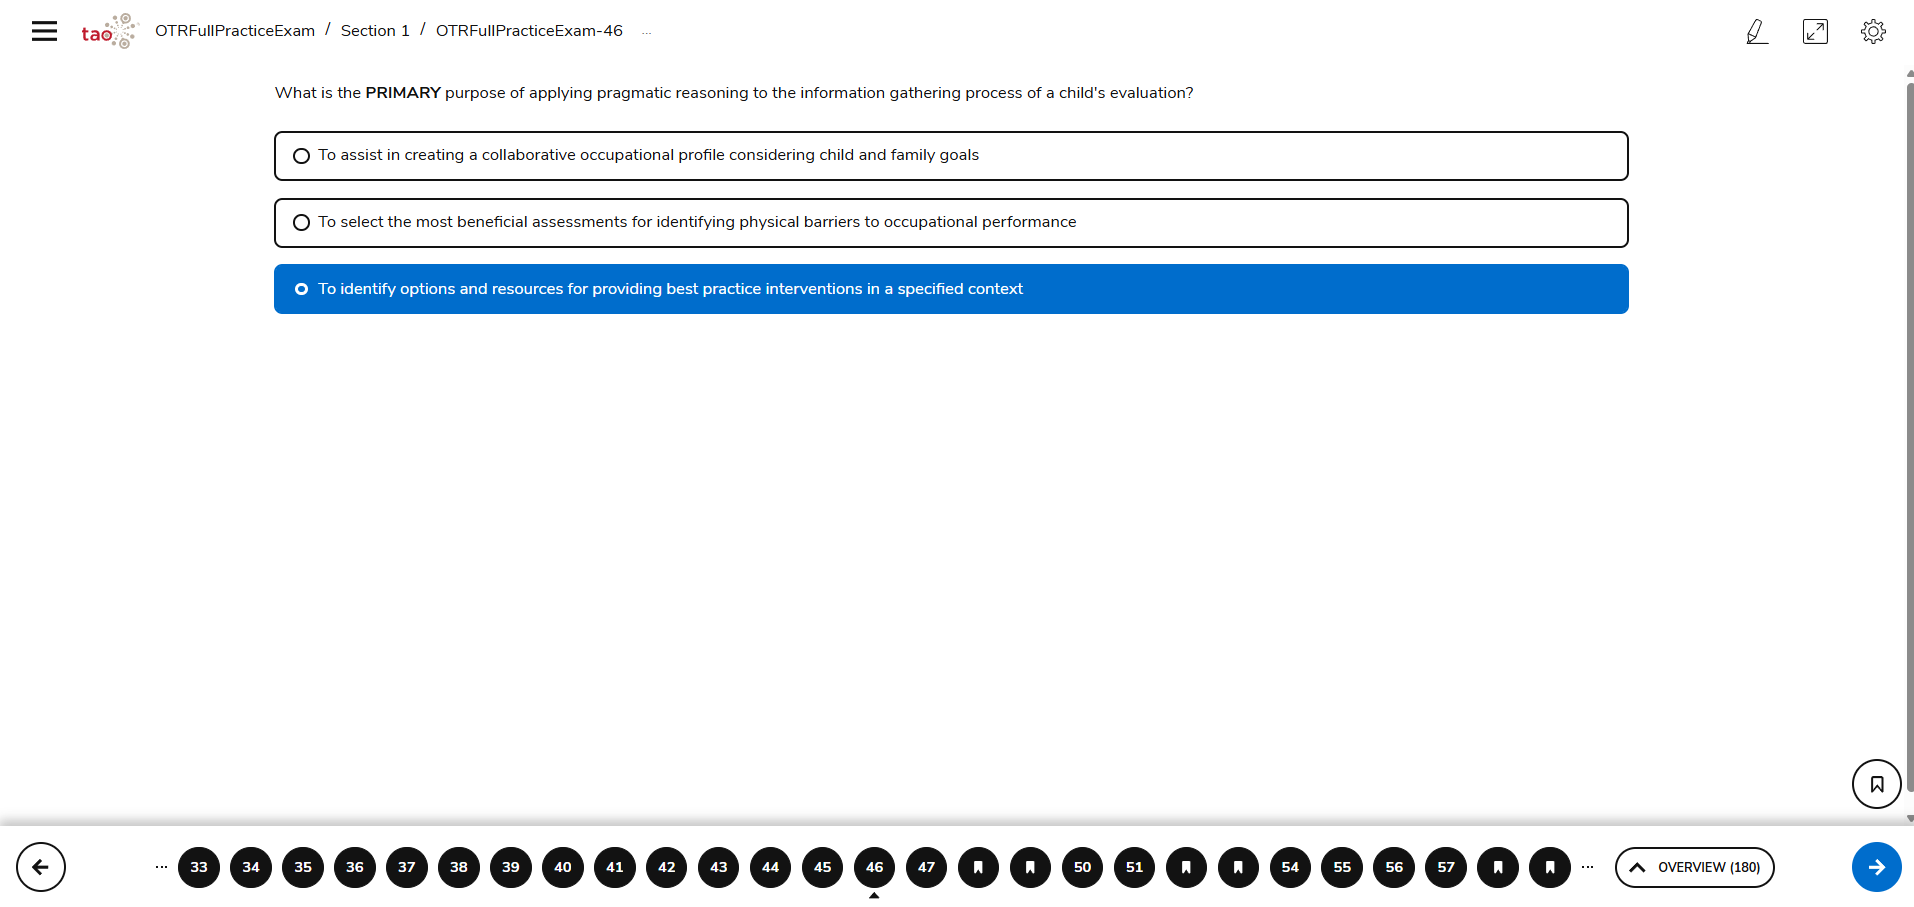 tao OTRFullPracticeExam / Section 1 / OTRFullPracticeExam-46 ...
What is the PRIMARY purpose of applying pragmatic reasoning to the information gathering process of a child's evaluation?
To assist in creating a collaborative occupational profile considering child and family goals
To select the most beneficial assessments for identifying physical barriers to occupational performance
To identify options and resources for providing best practice interventions in a specified context
... 33 34 35 36 37 38 39 40 41 42 43 44 45 46 47 50 51 54 55 56 57 ... OVERVIEW (180)